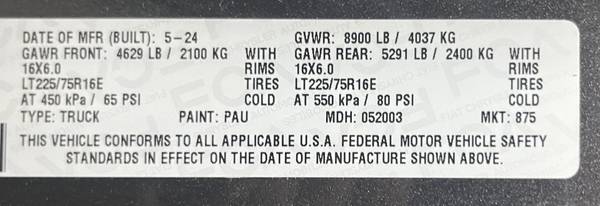 DATE OF MFR (BUILT): 5-24 GVWR: 8900 LB / 4037 KG
GAWR FRONT: 4629 LB / 2100 KG WITH GAWR REAR: 5291 LB / 2400 KG WITH
16X6.0 RIMS 16X6.0 RIMS
LT225/75R16E TIRES LT225/75R16E TIRES
AT 450 kPa / 65 PSI COLD AT 550 kPa / 80 PSI COLD
TYPE: TRUCK PAINT: PAU MDH: 052003 MKT: 875
THIS VEHICLE CONFORMS TO ALL APPLICABLE U.S.A. FEDERAL MOTOR VEHICLE SAFETY
STANDARDS IN EFFECT ON THE DATE OF MANUFACTURE SHOWN ABOVE.